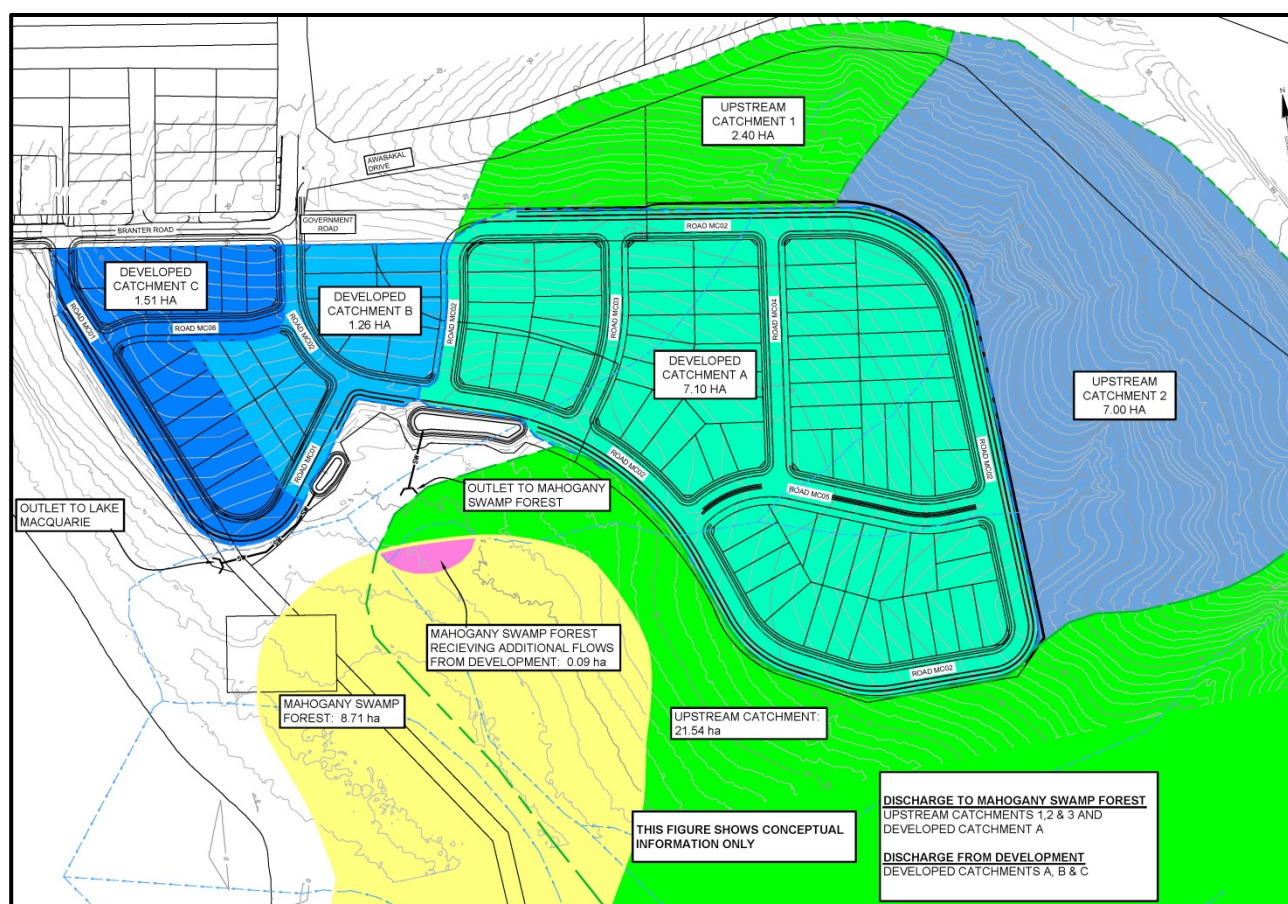 UPSTREAM
CATCHMENT 1
2.40 HA
N
AWABAKAL
DRIVE
GOVERNMENT
ROAD
BRANTER ROAD
ROAD MC02
DEVELOPED
CATCHMENT C
1.51 HA
DEVELOPED
CATCHMENT B
1.26 HA
ROAD MC01
ROAD MC06
ROAD MC02
ROAD MC02
ROAD MC03
ROAD MC04
DEVELOPED
CATCHMENT A
7.10 HA
UPSTREAM
CATCHMENT 2
7.00 HA
ROAD MC01
ROAD MC02
ROAD MC02
ROAD MC05
SW
SW
SW
SW
OUTLET TO MAHOGANY
SWAMP FOREST
OUTLET TO LAKE
MACQUARIE
MAHOGANY SWAMP FOREST
RECIEVING ADDITIONAL FLOWS
FROM DEVELOPMENT: 0.09 ha
ROAD MC02
MAHOGANY SWAMP
FOREST: 8.71 ha
UPSTREAM CATCHMENT:
21.54 ha
THIS FIGURE SHOWS CONCEPTUAL
INFORMATION ONLY
DISCHARGE TO MAHOGANY SWAMP FOREST
UPSTREAM CATCHMENTS 1,2 & 3 AND
DEVELOPED CATCHMENT A
DISCHARGE FROM DEVELOPMENT
DEVELOPED CATCHMENTS A, B & C